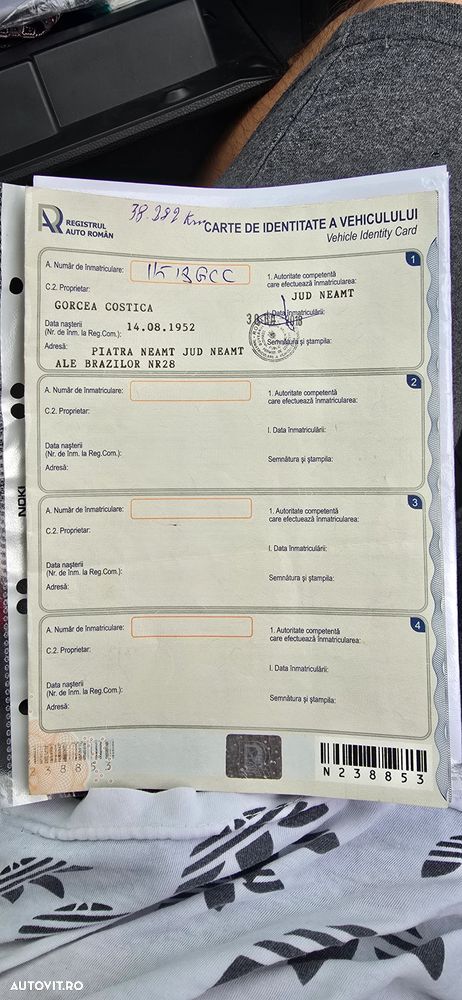 38.282 Km
REGISTRUL
AUTO ROMÂN
CARTE DE IDENTITATE A VEHICULULUI
Vehicle Identity Card
1
A. Număr de înmatriculare:
1. Autoritate competentă
care efectuează înmatricularea:
JUD NEAMT
C.2. Proprietar:
GORCEA COSTICA
I. Data înmatriculării:
Data nașterii
(Nr. de înm. la Reg.Com.):
14.08.1952
Semnătura și ștampila:
Adresă:
PIATRA NEAMT JUD NEAMT
ALE BRAZILOR NR28
2
A. Număr de înmatriculare:
1. Autoritate competentă
care efectuează înmatricularea:
C.2. Proprietar:
I. Data înmatriculării:
Data nașterii
(Nr. de înm. la Reg.Com.):
Semnătura și ștampila:
Adresă:
3
A. Număr de înmatriculare:
1. Autoritate competentă
care efectuează înmatricularea:
C.2. Proprietar:
I. Data înmatriculării:
Data nașterii
(Nr. de înm. la Reg.Com.):
Semnătura și ștampila:
Adresă:
4
A. Număr de înmatriculare:
1. Autoritate competentă
care efectuează înmatricularea:
C.2. Proprietar:
I. Data înmatriculării:
Data nașterii
(Nr. de înm. la Reg.Com.):
Semnătura și ștampila:
Adresă:
238853
N238853
AUTOVIT.RO